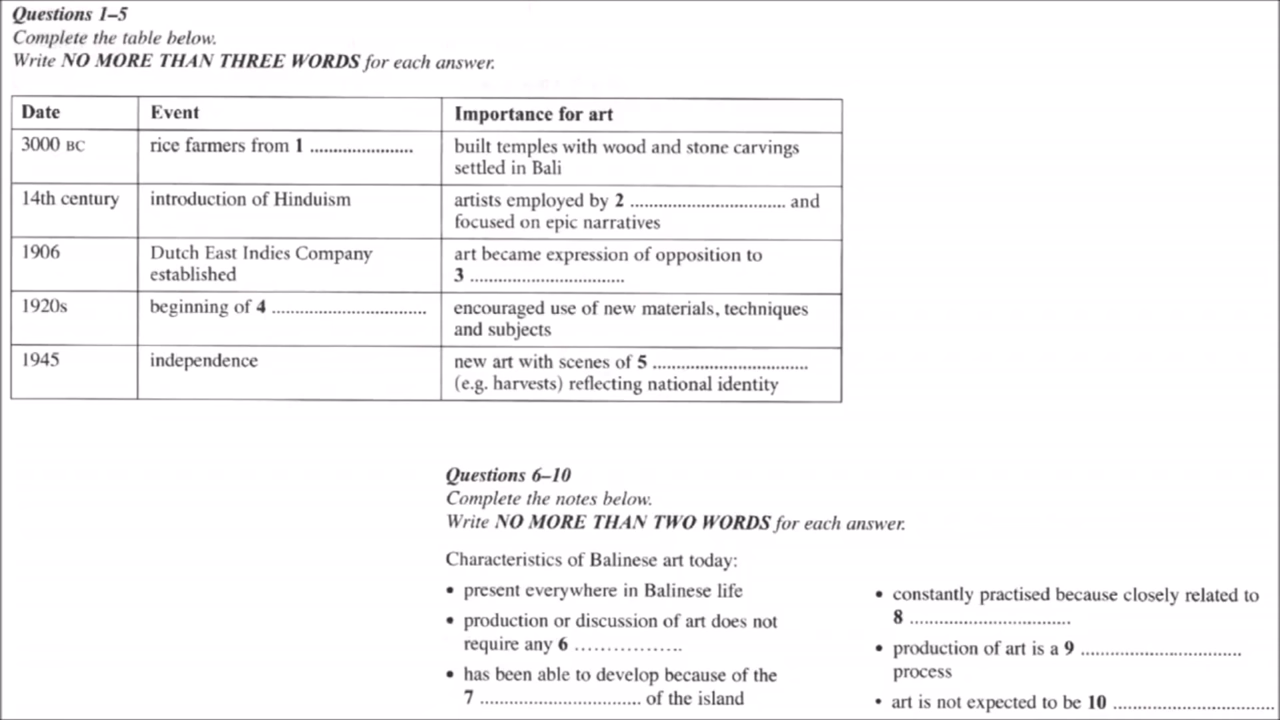 Questions 1–5
Complete the table below.
Write NO MORE THAN THREE WORDS for each answer.
Date Event Importance for art
3000 BC rice farmers from 1 ...................... built temples with wood and stone carvings
settled in Bali
14th century introduction of Hinduism artists employed by 2 ................................. and
focused on epic narratives
1906 Dutch East Indies Company art became expression of opposition to
established 3 .................................
1920s beginning of 4 ................................. encouraged use of new materials, techniques
and subjects
1945 independence new art with scenes of 5 .................................
(e.g. harvests) reflecting national identity
Questions 6–10
Complete the notes below.
Write NO MORE THAN TWO WORDS for each answer.
Characteristics of Balinese art today:
• present everywhere in Balinese life
• production or discussion of art does not
require any 6 ..................
• has been able to develop because of the
7 ................................. of the island
• constantly practised because closely related to
8 .................................
• production of art is a 9 .................................
process
• art is not expected to be 10 .................................